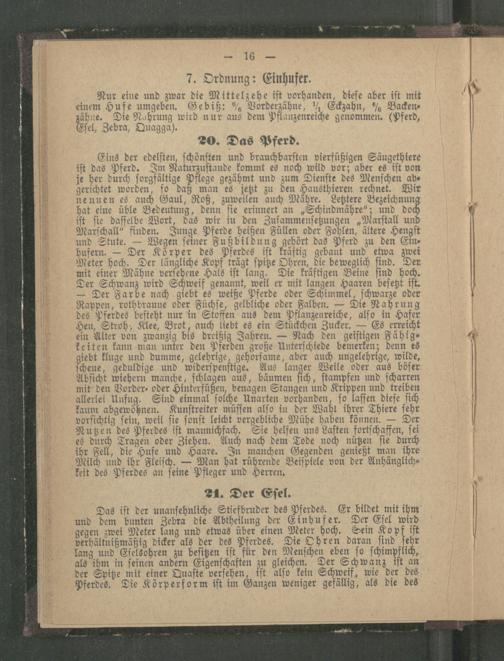 — 16 —
7. Ordnung: Einhufer.
Nur eine und zwar die Mittelzehe ist vorhanden, diese aber ist mit
einem Hufe umgeben. Gebiß: 6/6 Vorderzähne, 1/1 Eckzahn, 6/6 Backen-
zähne. Die Nahrung wird nur aus dem Pflanzenreiche genommen. (Pferd,
Esel, Zebra, Quagga).
20. Das Pferd.
Eins der edelsten, schönsten und brauchbarsten vierfüßigen Säugethiere
ist das Pferd. Im Naturzustande kommt es noch wild vor; aber es ist von
je her durch sorgfältige Pflege gezähmt und zum Dienste des Menschen ab-
gerichtet worden, so daß man es jetzt zu den Hausthieren rechnet. Wir
nennen es auch Gaul, Roß, zuweilen auch Mähre. Letztere Bezeichnung
hat eine üble Bedeutung, denn sie erinnert an „Schindmähre“; und doch
ist sie dasselbe Wort, das wir in den Zusammensetzungen „Marstall und
Marschall“ finden. Junge Pferde heißen Füllen oder Fohlen, ältere Hengst
und Stute. — Wegen seiner Fußbildung gehört das Pferd zu den Ein-
hufern. — Der Körper des Pferdes ist kräftig gebaut und etwa zwei
Meter hoch. Der längliche Kopf trägt spitze Ohren, die beweglich sind. Der
mit einer Mähne versehene Hals ist lang. Die kräftigen Beine sind hoch.
Der Schwanz wird Schweif genannt, weil er mit langen Haaren besetzt ist.
— Der Farbe nach giebt es weiße Pferde oder Schimmel, schwarze oder
Rappen, rothbraune oder Füchse, gelbliche oder Falben. — Die Nahrung
des Pferdes besteht nur in Stoffen aus dem Pflanzenreiche, also in Hafer
Heu, Stroh, Klee, Brot, auch liebt es ein Stückchen Zucker. — Es erreicht
ein Alter von zwanzig bis dreißig Jahren. — Nach den geistigen Fähig-
keiten kann man unter den Pferden große Unterschiede bemerken; denn es
giebt kluge und dumme, gelehrige, gehorsame, aber auch ungelehrige, wilde,
scheue, geduldige und widerspenstige. Aus langer Weile oder aus böser
Absicht wiehern manche, schlagen aus, bäumen sich, stampfen und scharren
mit den Vorder- oder Hinterfüßen, benagen Stangen und Krippen und treiben
allerlei Unfug. Sind einmal solche Unarten vorhanden, so lassen diese sich
kaum abgewöhnen. Kunstreiter müssen also in der Wahl ihrer Thiere sehr
vorsichtig sein, weil sie sonst leicht vergebliche Mühe haben können. — Der
Nutzen des Pferdes ist mannichfach. Sie helfen uns Lasten fortschaffen, sei
es durch Tragen oder Ziehen. Auch nach dem Tode noch nützen sie durch
ihr Fell, die Hufe und Haare. In manchen Gegenden genießt man ihre
Milch und ihr Fleisch. — Man hat rührende Beispiele von der Anhänglich-
keit des Pferdes an seine Pfleger und Herren.
21. Der Esel.
Das ist der unansehnliche Stiefbruder des Pferdes. Er bildet mit ihm
und dem bunten Zebra die Abtheilung der Einhufer. Der Esel wird
gegen zwei Meter lang und etwas über einen Meter hoch. Sein Kopf ist
verhältnißmäßig dicker als der des Pferdes. Die Ohren daran sind sehr
lang und Eselsohren zu besitzen ist für den Menschen eben so schimpflich,
als ihm in seinen andern Eigenschaften zu gleichen. Der Schwanz ist an
der Spitze mit einer Quaste versehen, ist also kein Schweif, wie der des
Pferdes. Die Körperform ist im Ganzen weniger gefällig, als die des